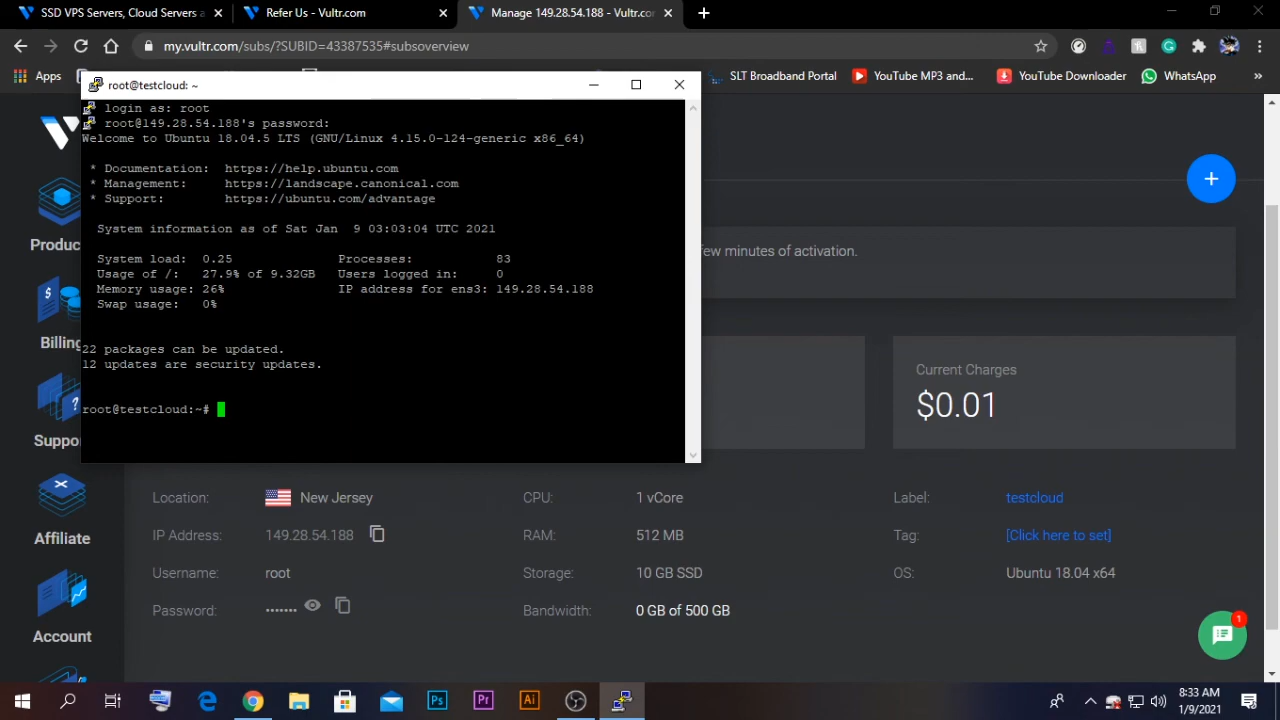 SSD VPS Servers, Cloud Servers a
Refer Us - Vultr.com
Manage 149.28.54.188 - Vultr.co
my.vultr.com/subs/?SUBID=43387535#subsoverview
Apps
SLT Broadband Portal
YouTube MP3 and...
YouTube Downloader
WhatsApp
»
root@testcloud: ~
login as: root
root@149.28.54.188's password:
Welcome to Ubuntu 18.04.5 LTS (GNU/Linux 4.15.0-124-generic x86_64)
* Documentation: https://help.ubuntu.com
* Management: https://landscape.canonical.com
* Support: https://ubuntu.com/advantage
System information as of Sat Jan 9 03:03:04 UTC 2021
System load: 0.25 Processes: 83
Usage of /: 27.9% of 9.32GB Users logged in: 0
Memory usage: 26% IP address for ens3: 149.28.54.188
Swap usage: 0%
22 packages can be updated.
12 updates are security updates.
root@testcloud:~#
Produc
Billing
Suppo
Affiliate
Account
few minutes of activation.
Current Charges
$0.01
Location: New Jersey
CPU: 1 vCore
Label: testcloud
IP Address: 149.28.54.188
RAM: 512 MB
Tag: [Click here to set]
Username: root
Storage: 10 GB SSD
OS: Ubuntu 18.04 x64
Password: •••••••
Bandwidth: 0 GB of 500 GB
1
Ps
Pr
Ai
8:33 AM
1/9/2021